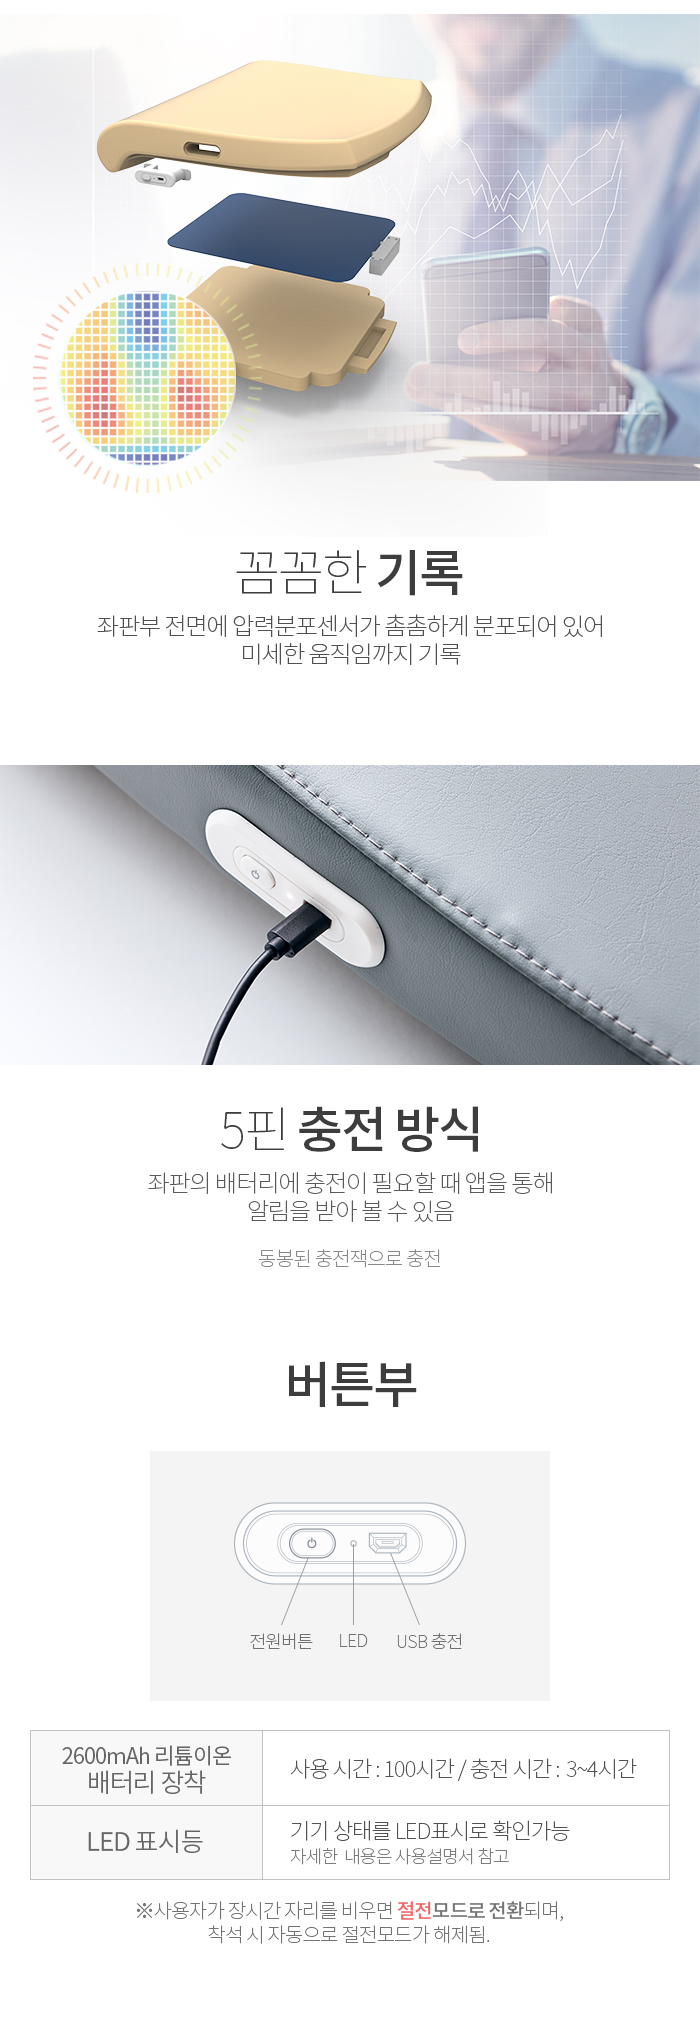 꼼꼼한 기록
좌판부 전면에 압력분포센서가 촘촘하게 분포되어 있어
미세한 움직임까지 기록
5핀 충전 방식
좌판의 배터리에 충전이 필요할 때 앱을 통해
알림을 받아 볼 수 있음
동봉된 충전잭으로 충전
버튼부
전원버튼 LED USB 충전
2600mAh 리튬이온
배터리 장착
사용 시간 : 100시간 / 충전 시간 : 3~4시간
LED 표시등
기기 상태를 LED표시로 확인가능
자세한 내용은 사용설명서 참고
※사용자가 장시간 자리를 비우면 절전모드로 전환되며,
착석 시 자동으로 절전모드가 해제됨.